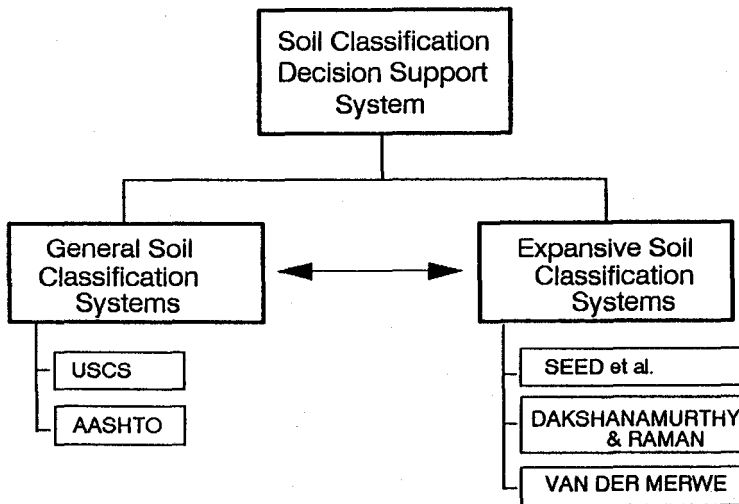 Soil Classification
Decision Support
System
General Soil
Classification
Systems
Expansive Soil
Classification
Systems
USCS
AASHTO
SEED et al.
DAKSHANAMURTHY
& RAMAN
VAN DER MERWE